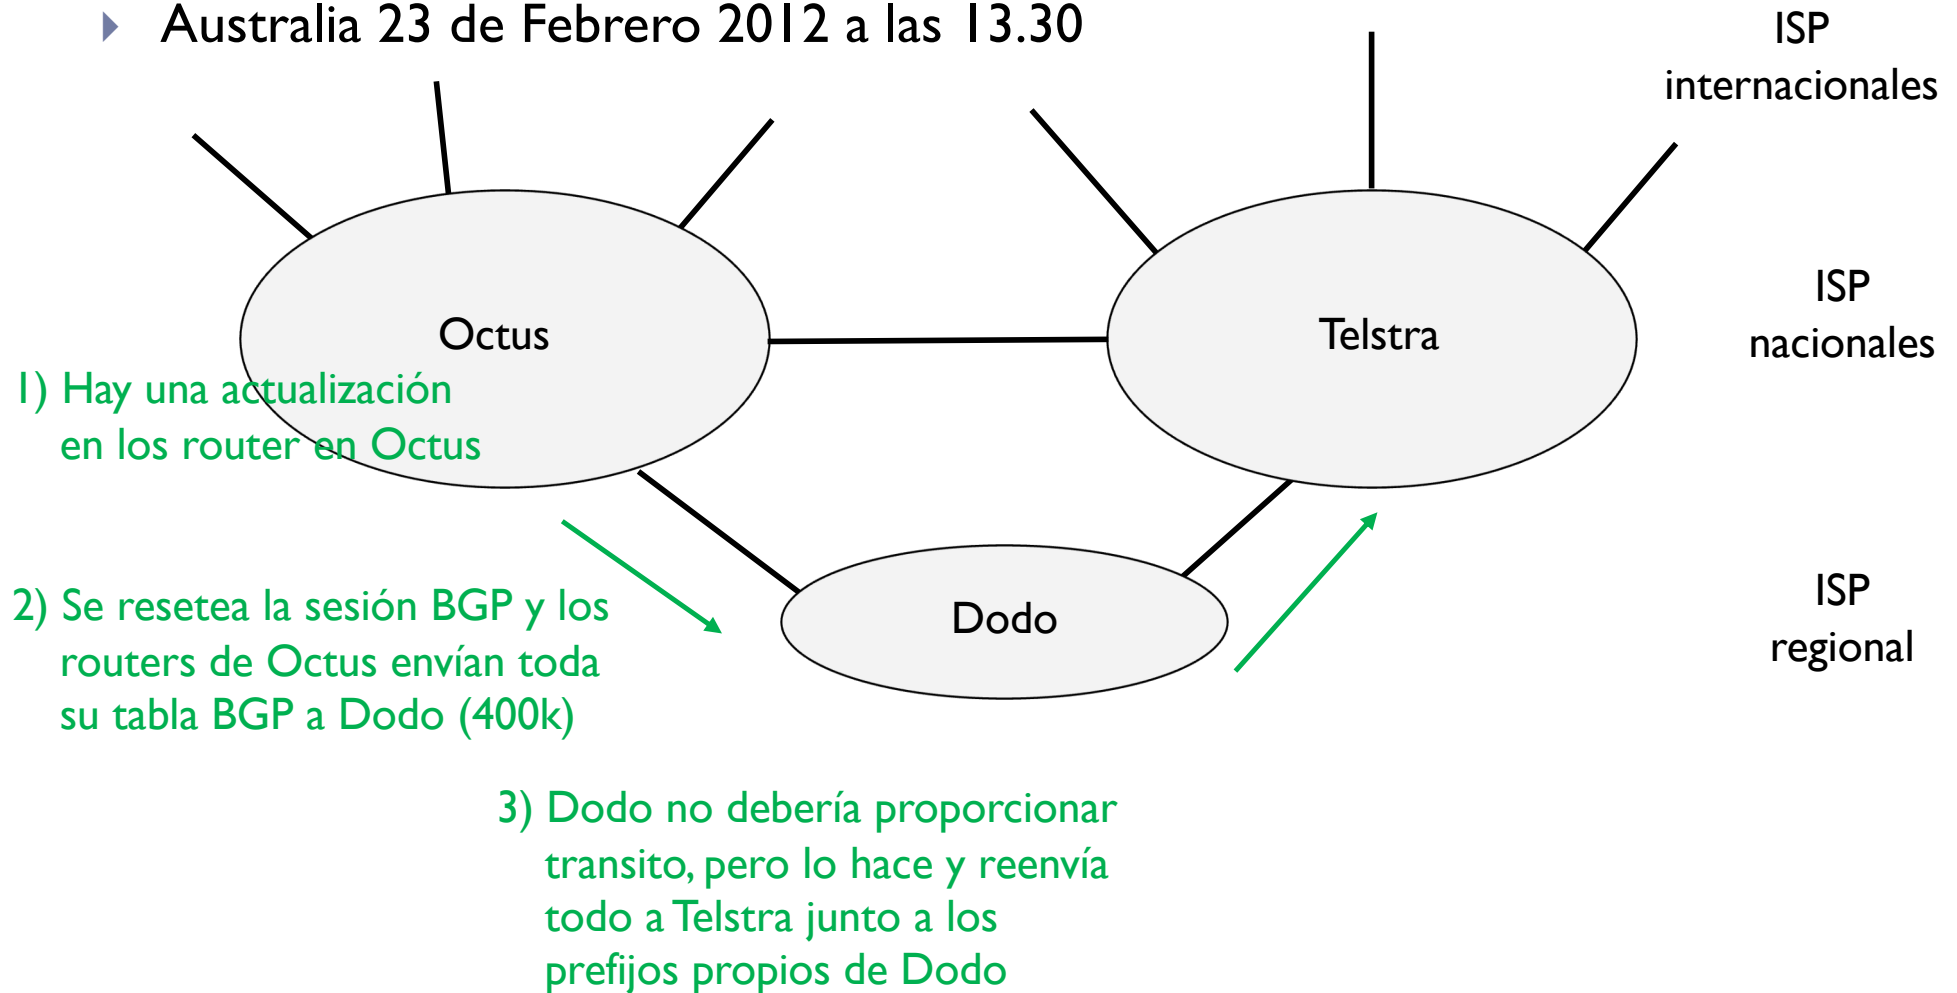 Australia 23 de Febrero 2012 a las 13.30
ISP
internacionales
Octus
Telstra
ISP
nacionales
1) Hay una actualización
en los router en Octus
Dodo
ISP
regional
2) Se resetea la sesión BGP y los
routers de Octus envían toda
su tabla BGP a Dodo (400k)
3) Dodo no debería proporcionar
transito, pero lo hace y reenvía
todo a Telstra junto a los
prefijos propios de Dodo